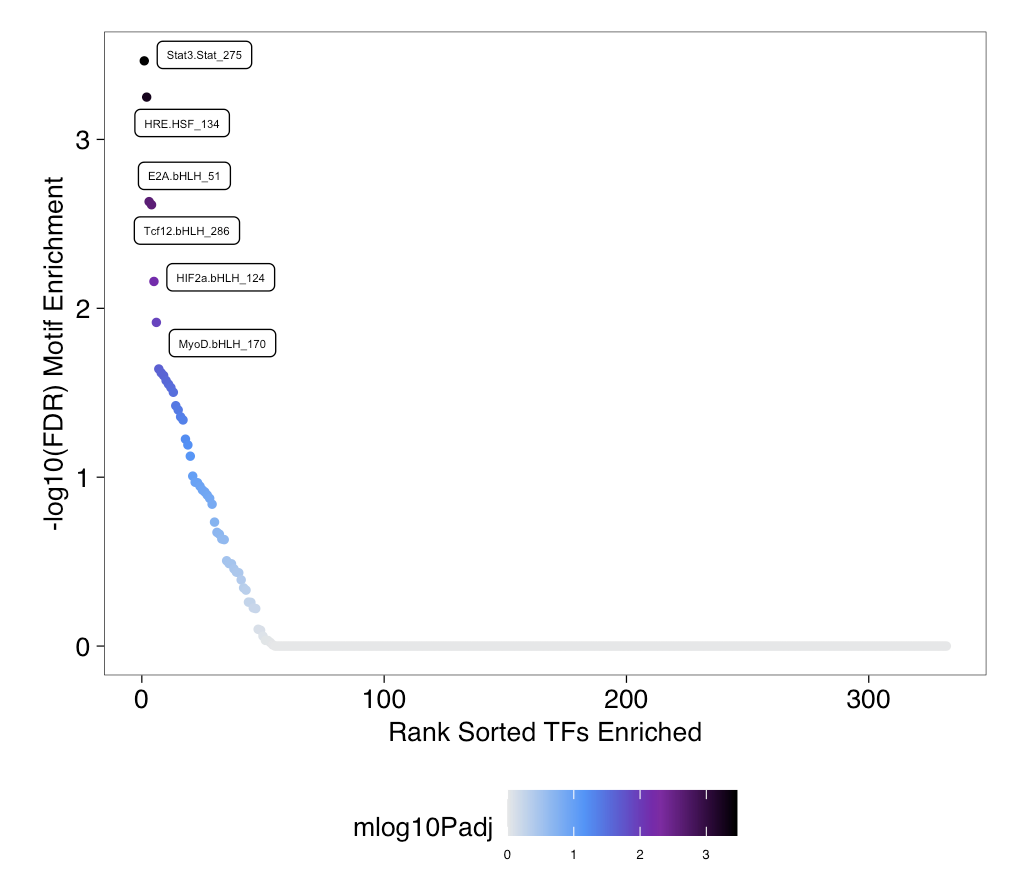 Stat3.Stat_275
HRE.HSF_134
3
E2A.bHLH_51
Tcf12.bHLH_286
HIF2a.bHLH_124
2
MyoD.bHLH_170
1
0
-log10(FDR) Motif Enrichment
0 100 200 300
Rank Sorted TFs Enriched
mlog10Padj
0 1 2 3